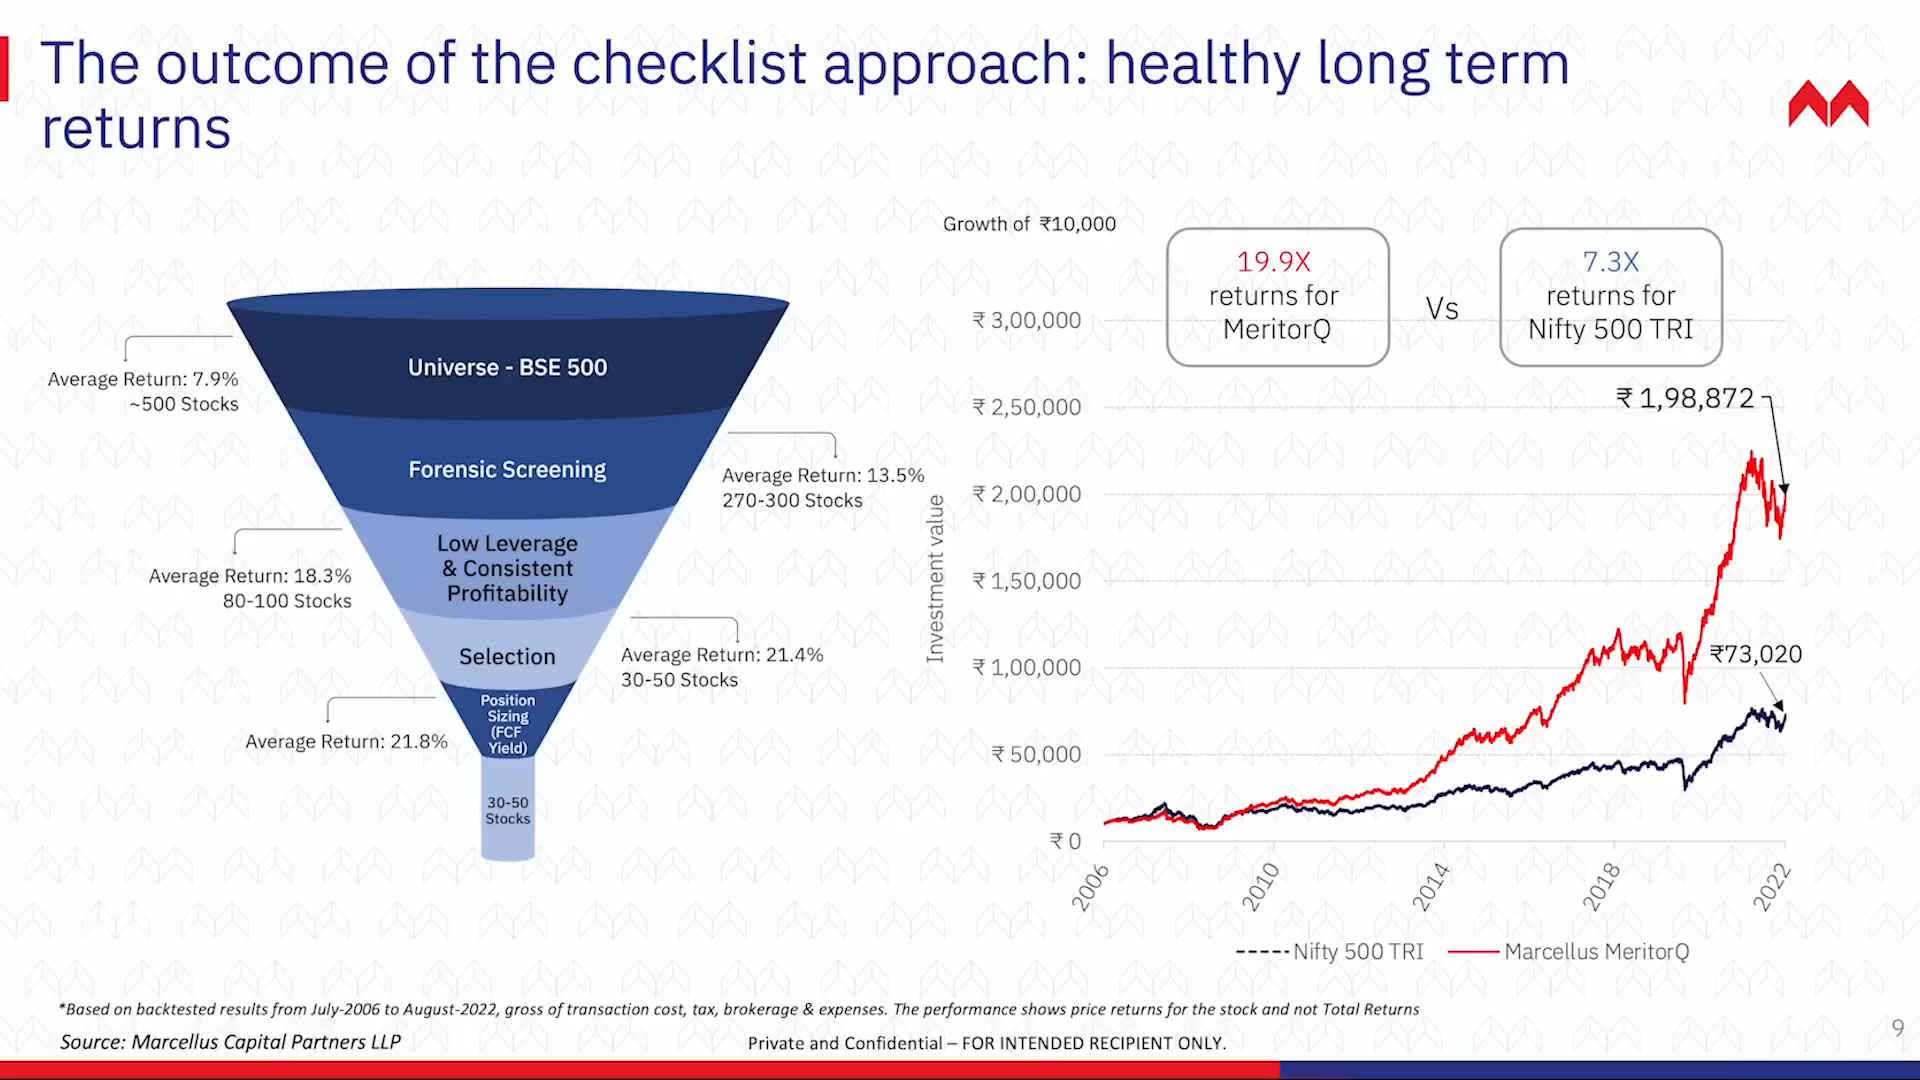 The outcome of the checklist approach: healthy long term
returns
Average Return: 7.9%
~500 Stocks
Universe - BSE 500
Forensic Screening
Average Return: 13.5%
270-300 Stocks
Low Leverage
& Consistent
Profitability
Average Return: 18.3%
80-100 Stocks
Selection
Average Return: 21.4%
30-50 Stocks
Position
Sizing
(FCF
Yield)
Average Return: 21.8%
30-50
Stocks
Growth of ₹10,000
19.9X
returns for
MeritorQ
Vs
7.3X
returns for
Nifty 500 TRI
Investment value
₹ 3,00,000
₹ 2,50,000
₹ 2,00,000
₹ 1,50,000
₹ 1,00,000
₹ 50,000
₹ 0
₹ 1,98,872
₹73,020
2006
2010
2014
2018
2022
Nifty 500 TRI
Marcellus MeritorQ
*Based on backtested results from July-2006 to August-2022, gross of transaction cost, tax, brokerage & expenses. The performance shows price returns for the stock and not Total Returns
Source: Marcellus Capital Partners LLP
Private and Confidential – FOR INTENDED RECIPIENT ONLY.
9